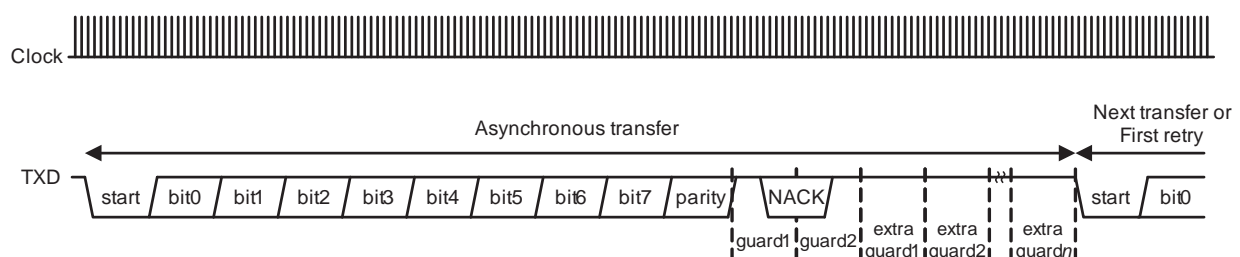 Clock
Next transfer or
First retry
Asynchronous transfer
TXD
start bit0 bit1 bit2 bit3 bit4 bit5 bit6 bit7 parity NACK start bit0
guard1 guard2 extra guard1 extra guard2 extra guardn